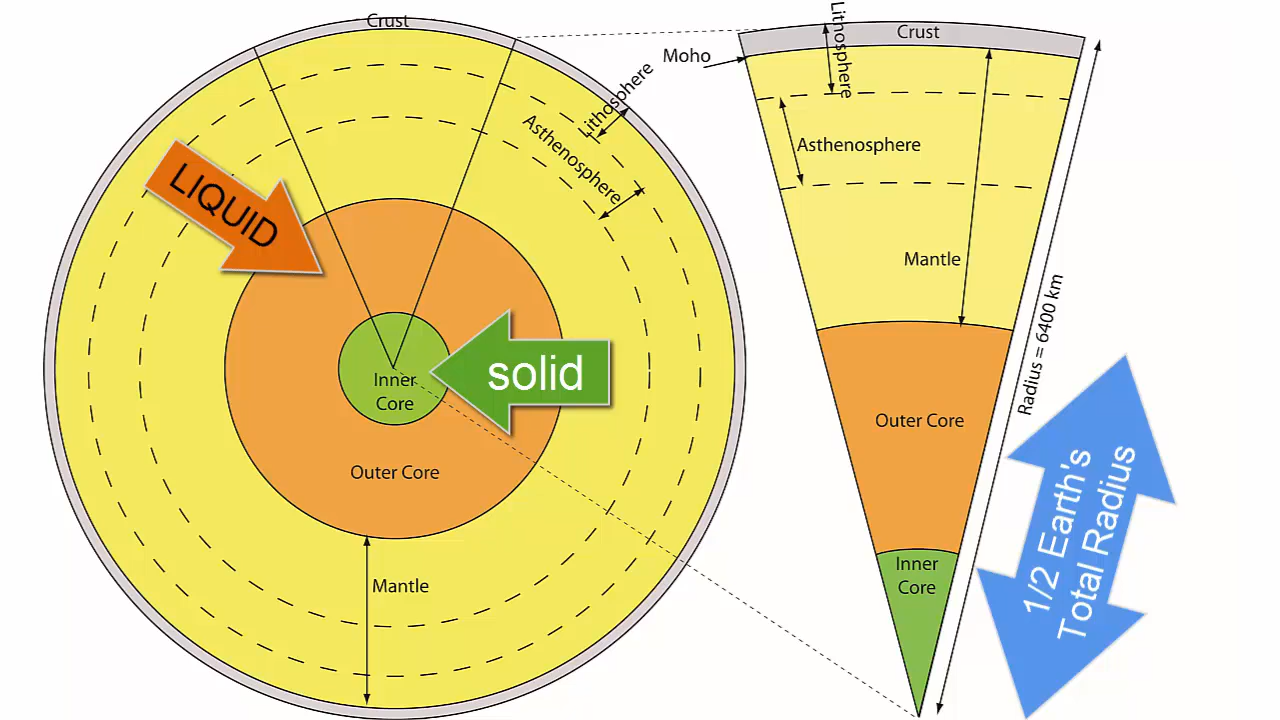 Crust
Lithosphere
Asthenosphere
LIQUID
solid
Inner
Core
Outer Core
Mantle
Moho
Lithosphere
Crust
Asthenosphere
Mantle
Radius = 6400 km
Outer Core
Inner
Core
1/2 Earth's
Total Radius